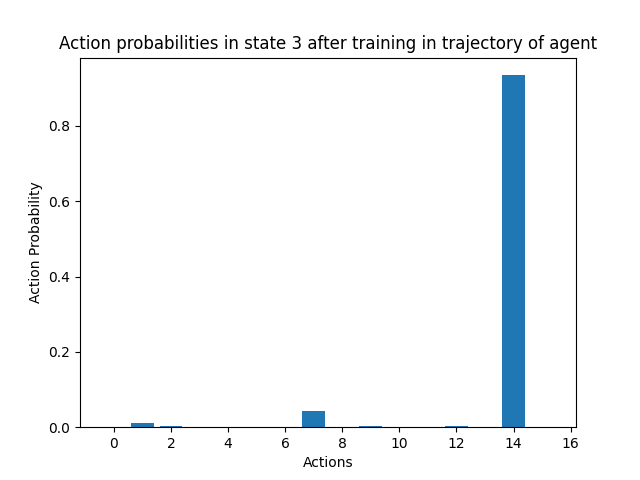 Action probabilities in state 3 after training in trajectory of agent
Action Probability
0.8
0.6
0.4
0.2
0.0
0 2 4 6 8 10 12 14 16
Actions